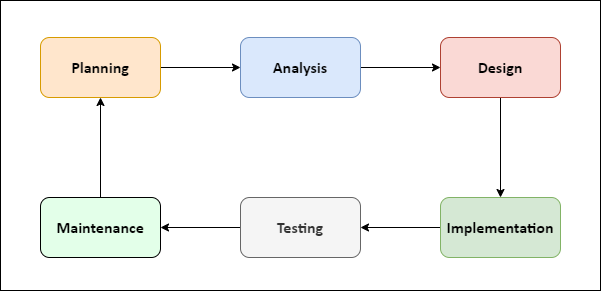 Planning
Analysis
Design
Maintenance
Testing
Implementation